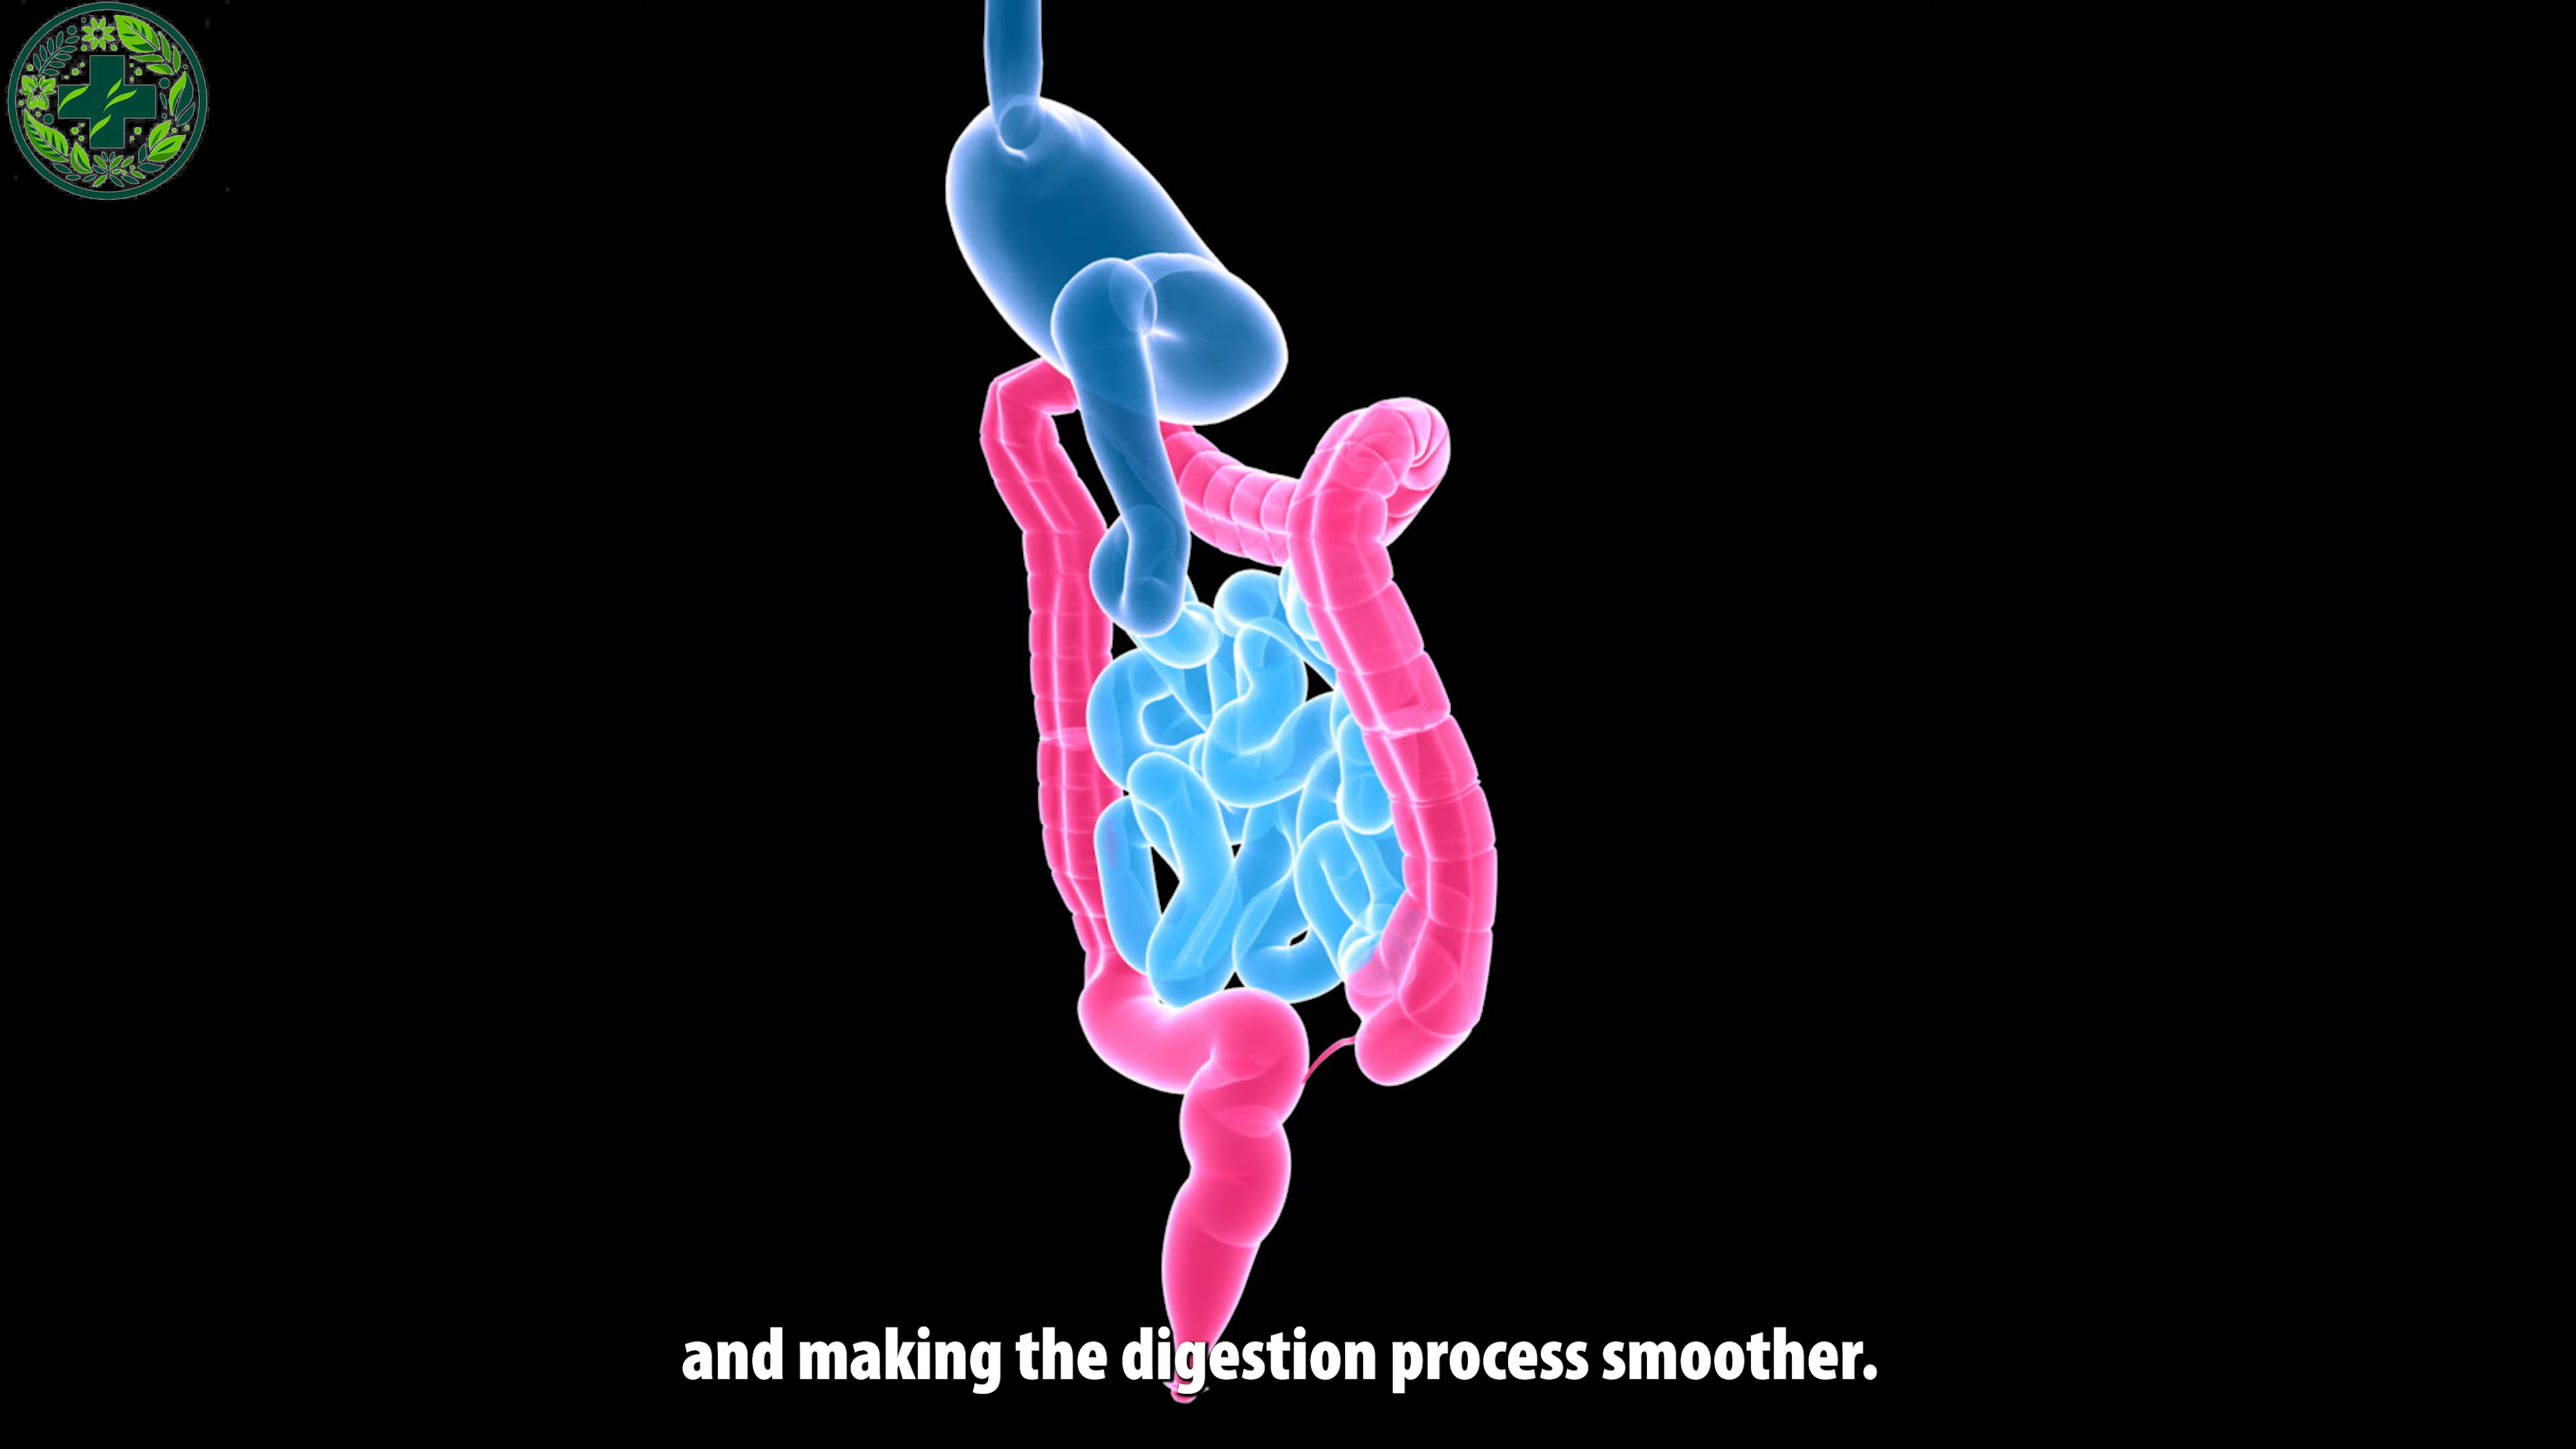 and making the digestion process smoother.